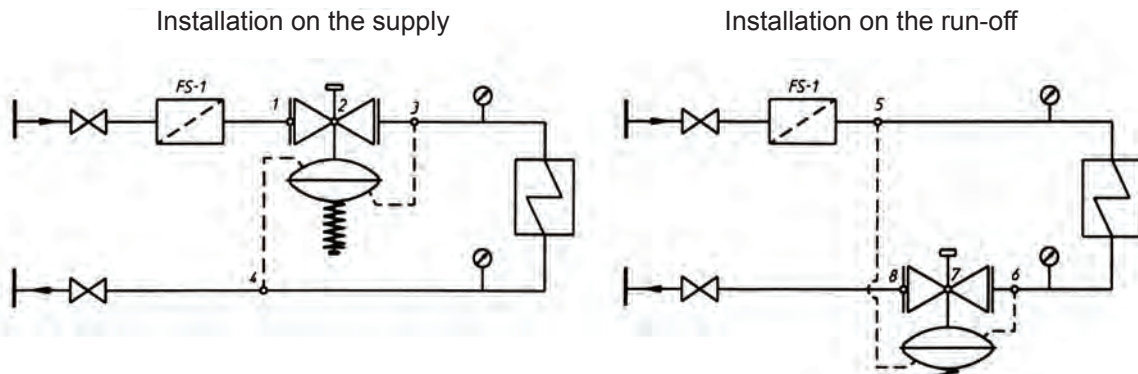 Installation on the supply
Installation on the run-off
FS-1
1
2
3
4
FS-1
5
8
7
6